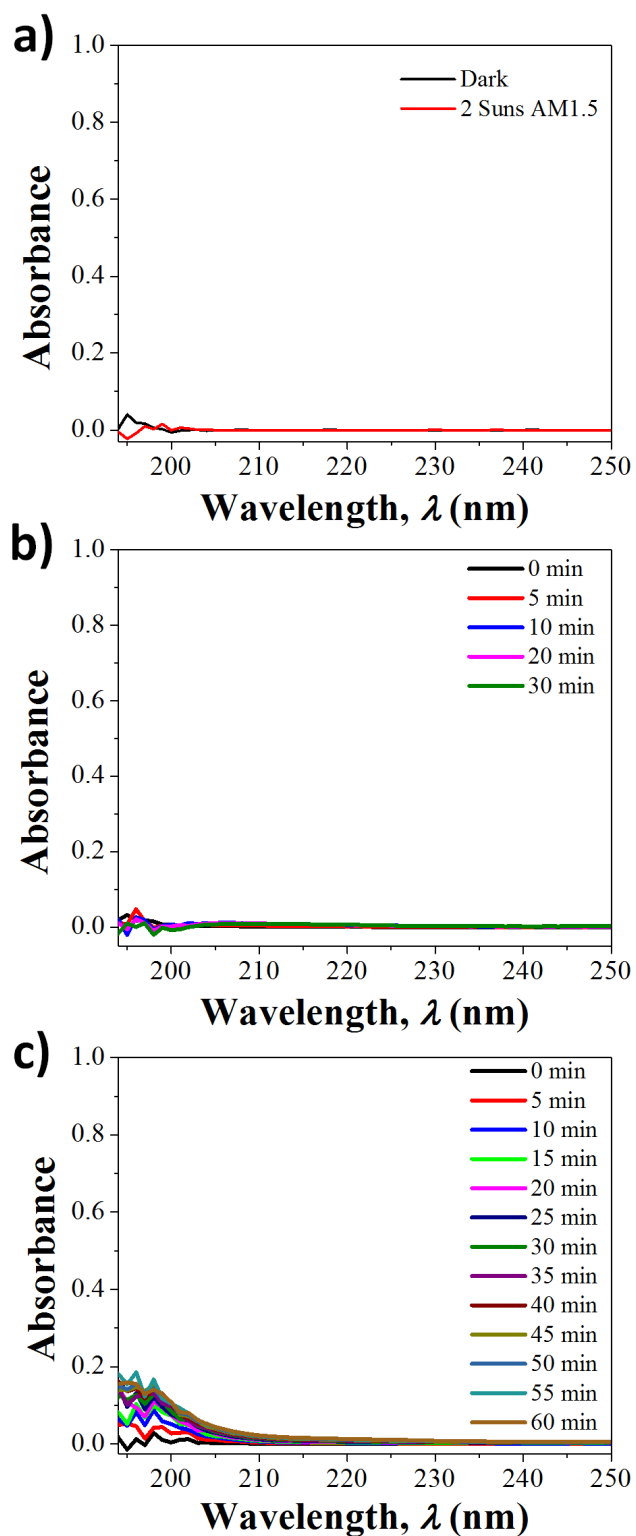 a)
1.0
0.8
0.6
0.4
0.2
0.0
Absorbance
Dark
2 Suns AM1.5
200 210 220 230 240 250
Wavelength, λ (nm)
b)
1.0
0.8
0.6
0.4
0.2
0.0
Absorbance
0 min
5 min
10 min
20 min
30 min
200 210 220 230 240 250
Wavelength, λ (nm)
c)
1.0
0.8
0.6
0.4
0.2
0.0
Absorbance
0 min
5 min
10 min
15 min
20 min
25 min
30 min
35 min
40 min
45 min
50 min
55 min
60 min
200 210 220 230 240 250
Wavelength, λ (nm)